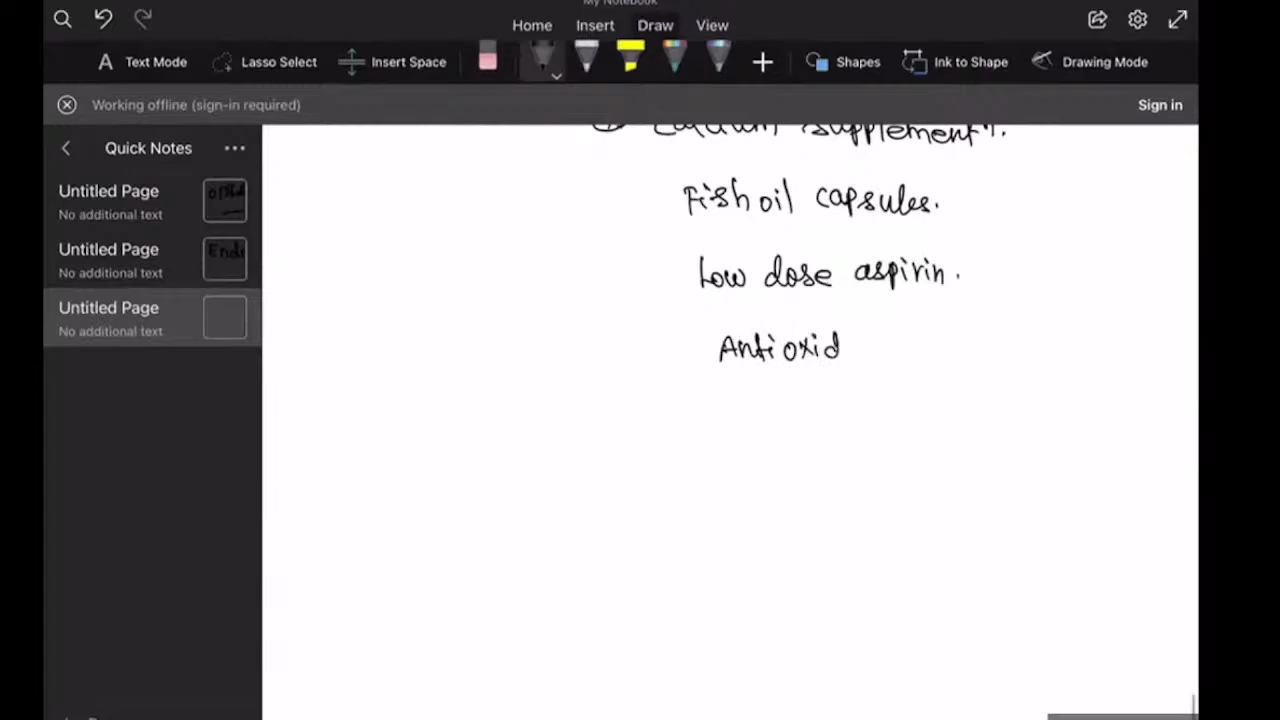 My Notebook
Home Insert Draw View
Text Mode Lasso Select Insert Space Shapes Ink to Shape Drawing Mode
Working offline (sign-in required) Sign in
Quick Notes
Untitled Page
No additional text
Untitled Page
No additional text
Untitled Page
No additional text
Calcium supplement
Fish oil capsules.
Low dose aspirin.
Antioxid